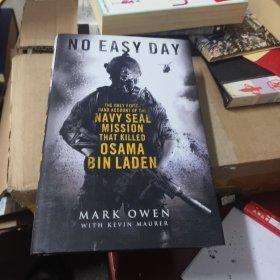 NO EASY DAY
THE ONLY FIRST-
HAND ACCOUNT OF THE
NAVY SEAL
MISSION
THAT KILLED
OSAMA
BIN LADEN
MARK OWEN
WITH KEVIN MAURER